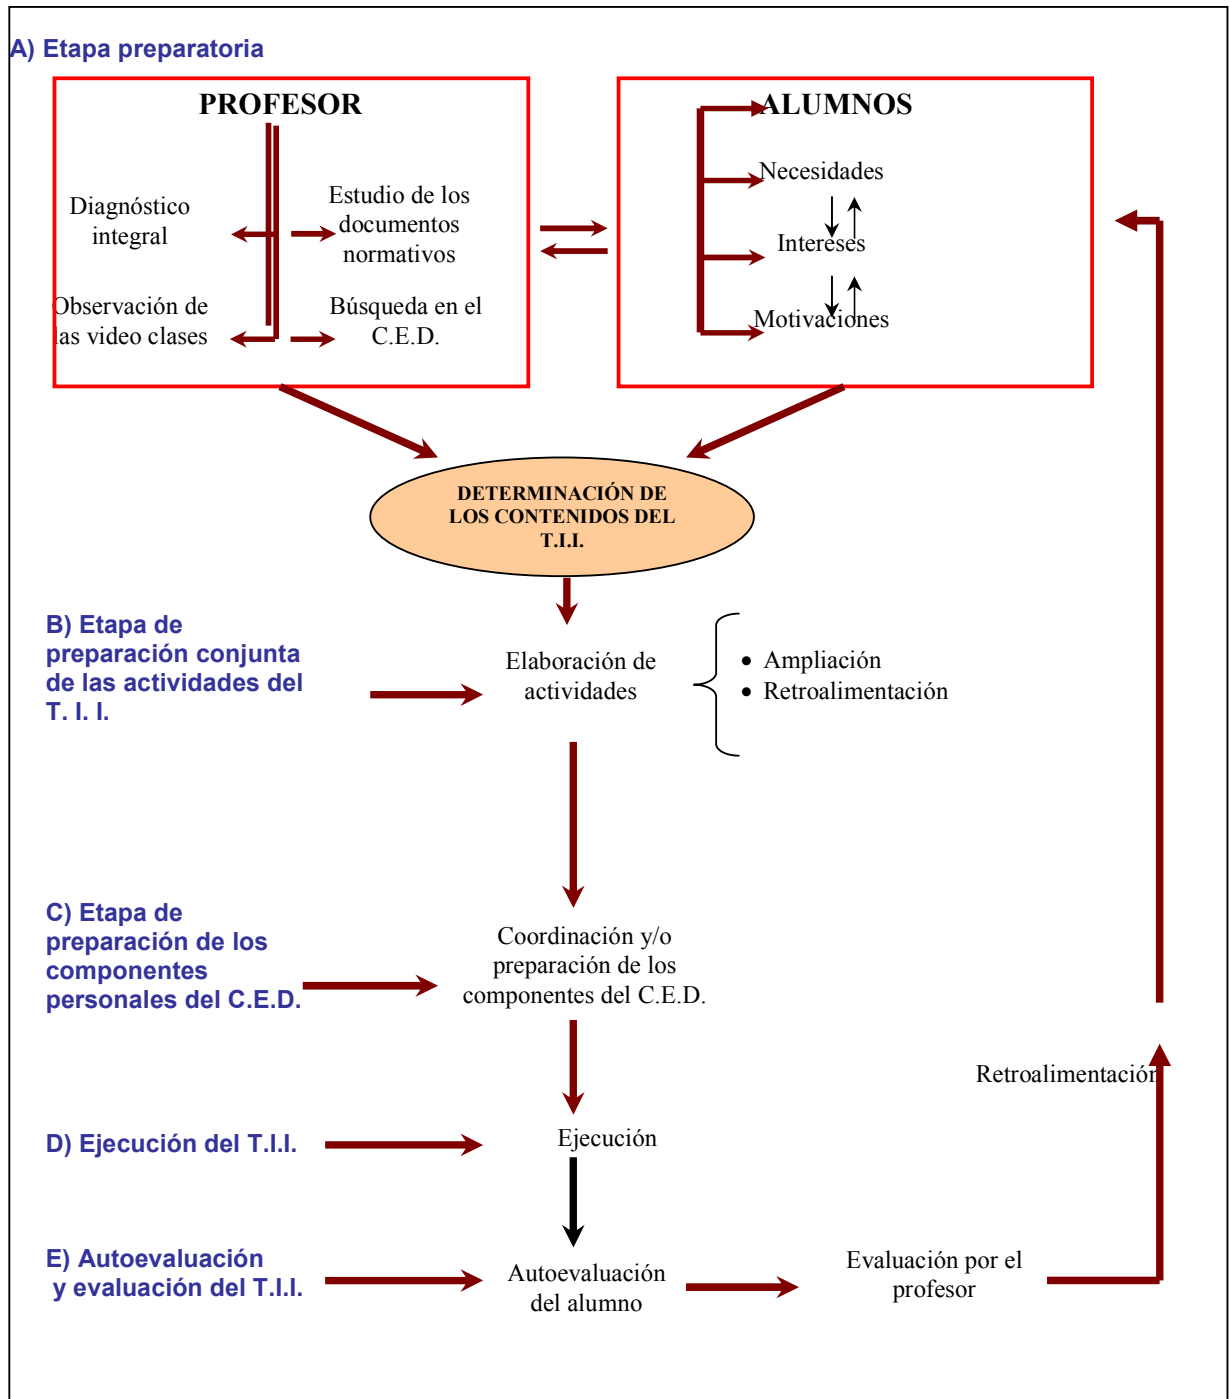 A) Etapa preparatoria
PROFESOR
Diagnóstico
integral
Estudio de los
documentos
normativos
Observación de
las video clases
Búsqueda en el
C.E.D.
ALUMNOS
Necesidades
Intereses
Motivaciones
DETERMINACIÓN DE
LOS CONTENIDOS DEL
T.I.I.
B) Etapa de
preparación conjunta
de las actividades del
T. I. I.
Elaboración de
actividades
• Ampliación
• Retroalimentación
C) Etapa de
preparación de los
componentes
personales del C.E.D.
Coordinación y/o
preparación de los
componentes del C.E.D.
Retroalimentación
D) Ejecución del T.I.I.
Ejecución
E) Autoevaluación
y evaluación del T.I.I.
Autoevaluación
del alumno
Evaluación por el
profesor